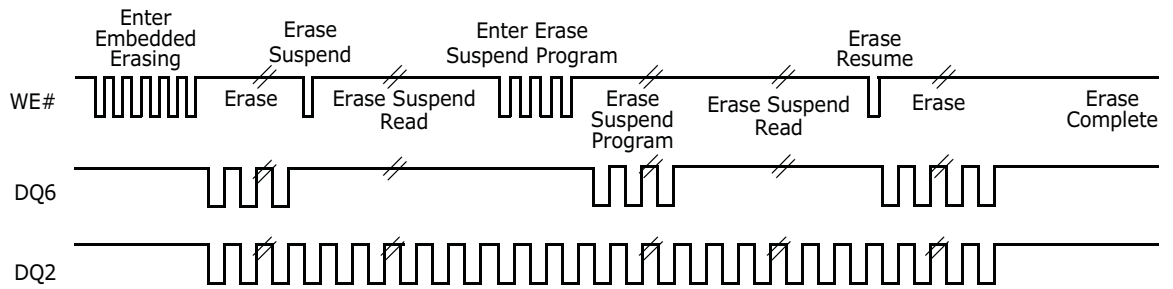 Enter
Embedded
Erasing
Erase
Suspend
Enter Erase
Suspend Program
Erase
Resume
WE#
Erase
Erase Suspend
Read
Erase
Suspend
Program
Erase Suspend
Read
Erase
Erase
Complete
DQ6
DQ2